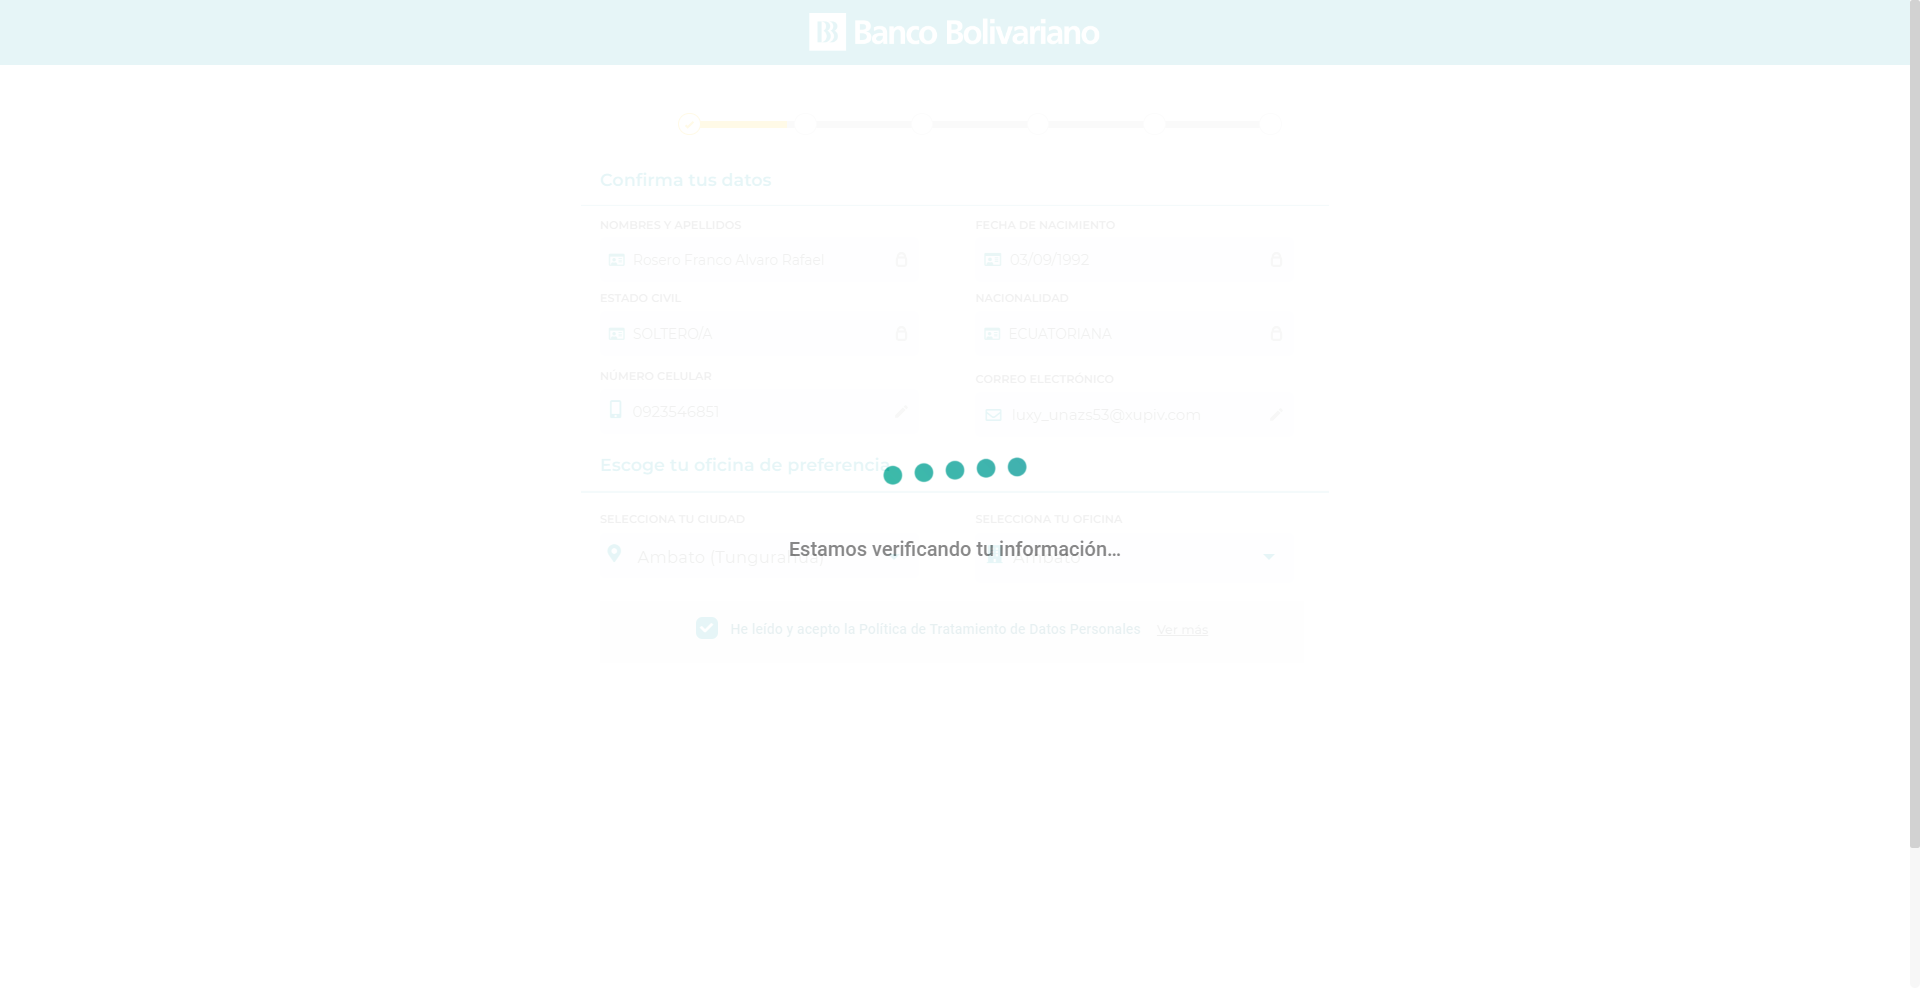 Banco Bolivariano
Confirma tus datos
NOMBRES Y APELLIDOS
FECHA DE NACIMIENTO
Rosero Franco Alvaro Rafael
03/09/1992
ESTADO CIVIL
NACIONALIDAD
SOLTERO/A
ECUATORIANA
NÚMERO CELULAR
CORREO ELECTRÓNICO
0923546851
luxy_unazs53@xupiv.com
Escoge tu oficina de preferencia
SELECCIONA TU CIUDAD
SELECCIONA TU OFICINA
Estamos verificando tu información...
Ambato (Tungurahua)
Ambato
He leído y acepto la Política de Tratamiento de Datos Personales
Ver más